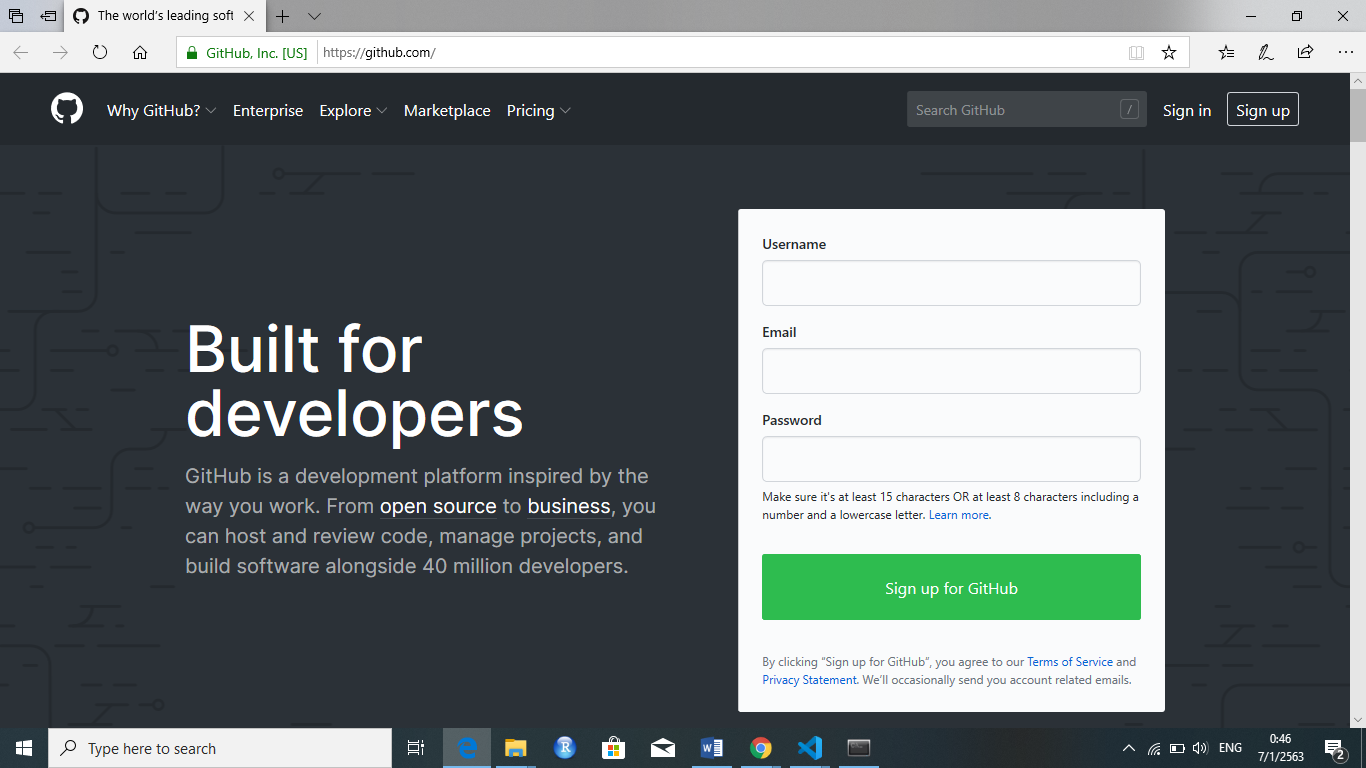 The world's leading soft
GitHub, Inc. [US]
https://github.com/
Why GitHub?
Enterprise
Explore
Marketplace
Pricing
Search GitHub
/
Sign in
Sign up
Built for
developers
GitHub is a development platform inspired by the
way you work. From open source to business, you
can host and review code, manage projects, and
build software alongside 40 million developers.
Username
Email
Password
Make sure it's at least 15 characters OR at least 8 characters including a
number and a lowercase letter. Learn more.
Sign up for GitHub
By clicking “Sign up for GitHub”, you agree to our Terms of Service and
Privacy Statement. We’ll occasionally send you account related emails.
Type here to search
R
W
ENG
0:46
7/1/2563
2